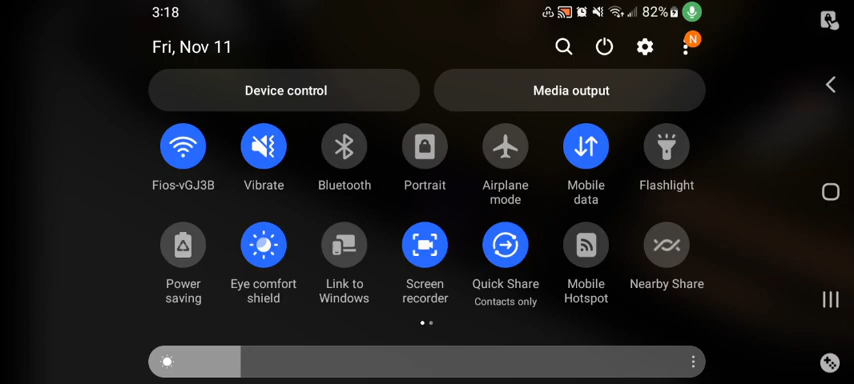 3:18
82%
Fri, Nov 11
N
Device control
Media output
Fios-vGJ3B
Vibrate
Bluetooth
Portrait
Airplane
mode
Mobile
data
Flashlight
Power
saving
Eye comfort
shield
Link to
Windows
Screen
recorder
Quick Share
Contacts only
Mobile
Hotspot
Nearby Share